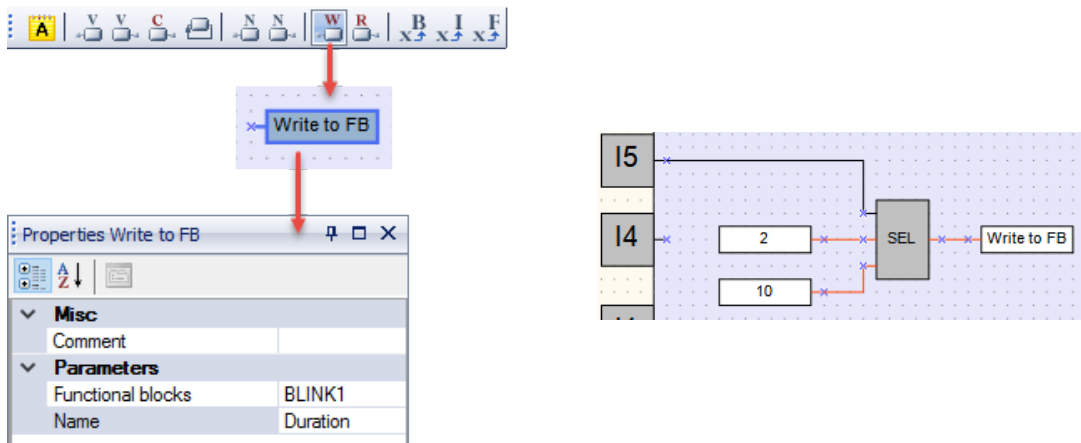 A V V C N N W R B I F
x x x
Write to FB
Properties Write to FB
A
Z
Misc
Comment
Parameters
Functional blocks BLINK1
Name Duration
I5
I4
2
SEL
Write to FB
10